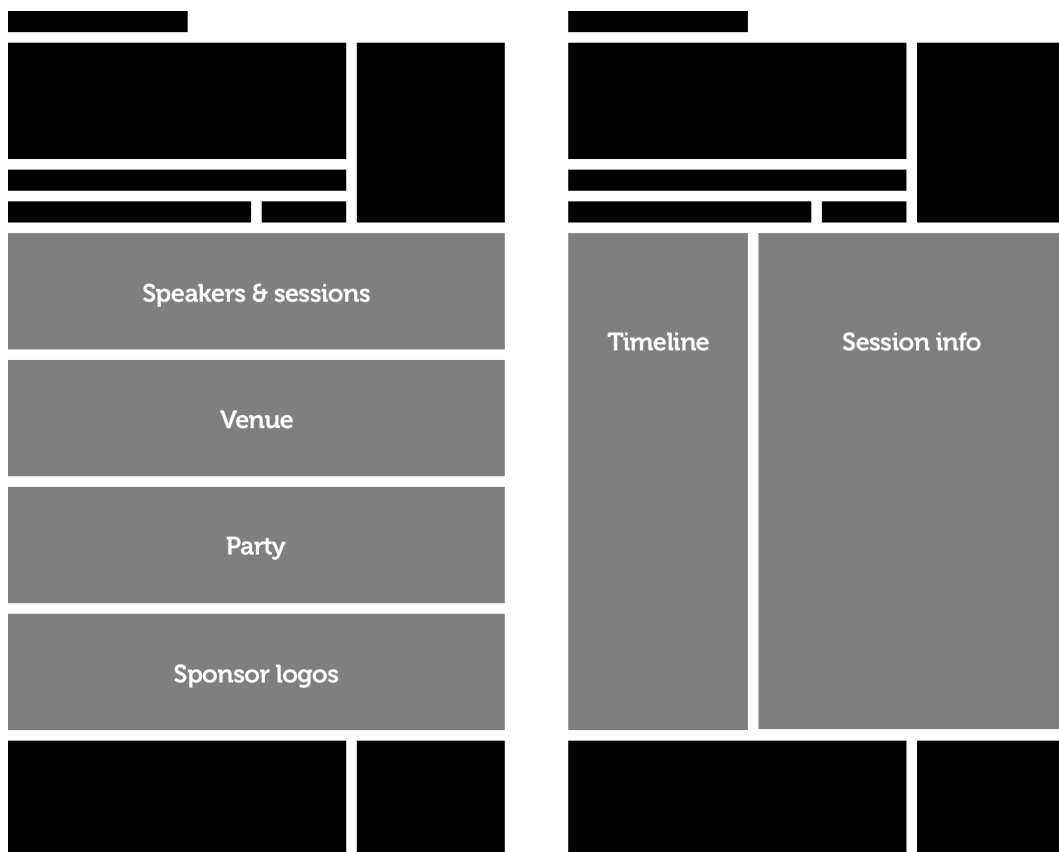 Speakers & sessions
Venue
Party
Sponsor logos
Timeline
Session info